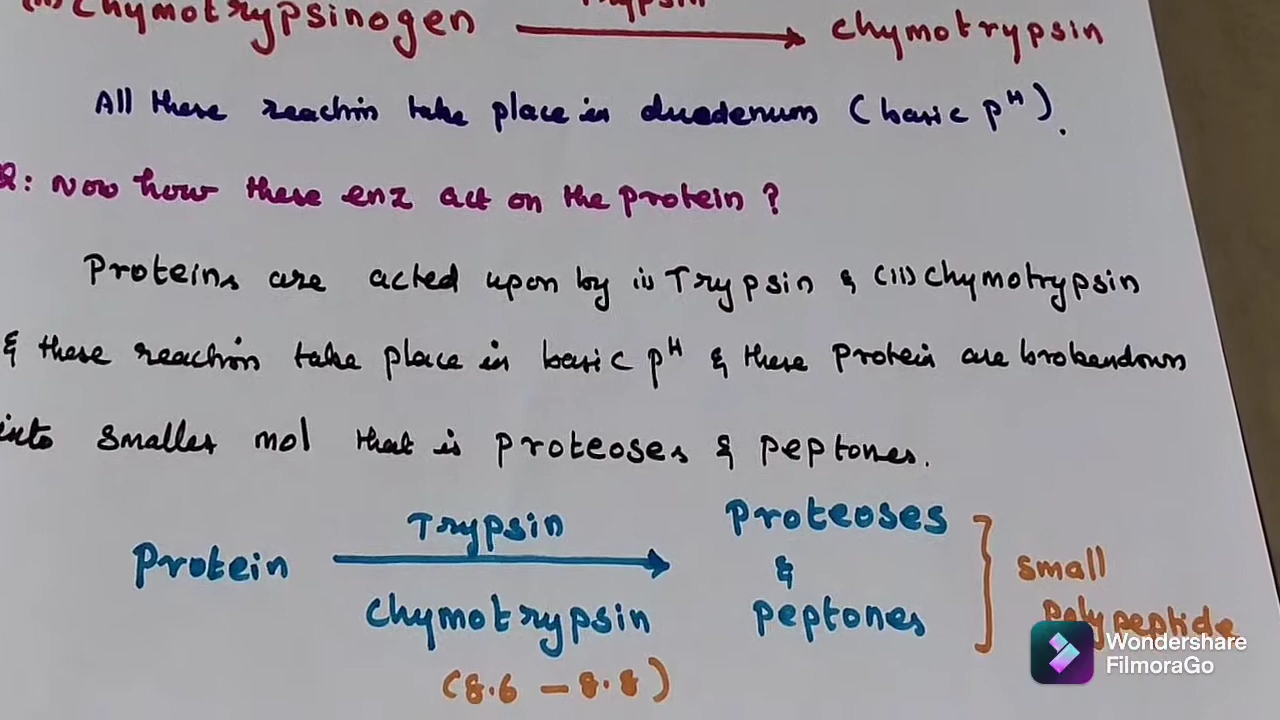 (ii) Chymotrypsinogen Trypsin chymotrypsin
All these reaction take place in duodenum (basic pH).
Q: Now how these enz act on the protein?
Proteins are acted upon by (i) Trypsin & (ii) Chymotrypsin
& these reaction take place in basic pH & these Protein are brokendown
into smaller mol that is proteoses & peptones.
Protein Trypsin Proteoses
& small
Chymotrypsin peptones polypeptide
(8.6 - 8.8)
Wondershare
FilmoraGo